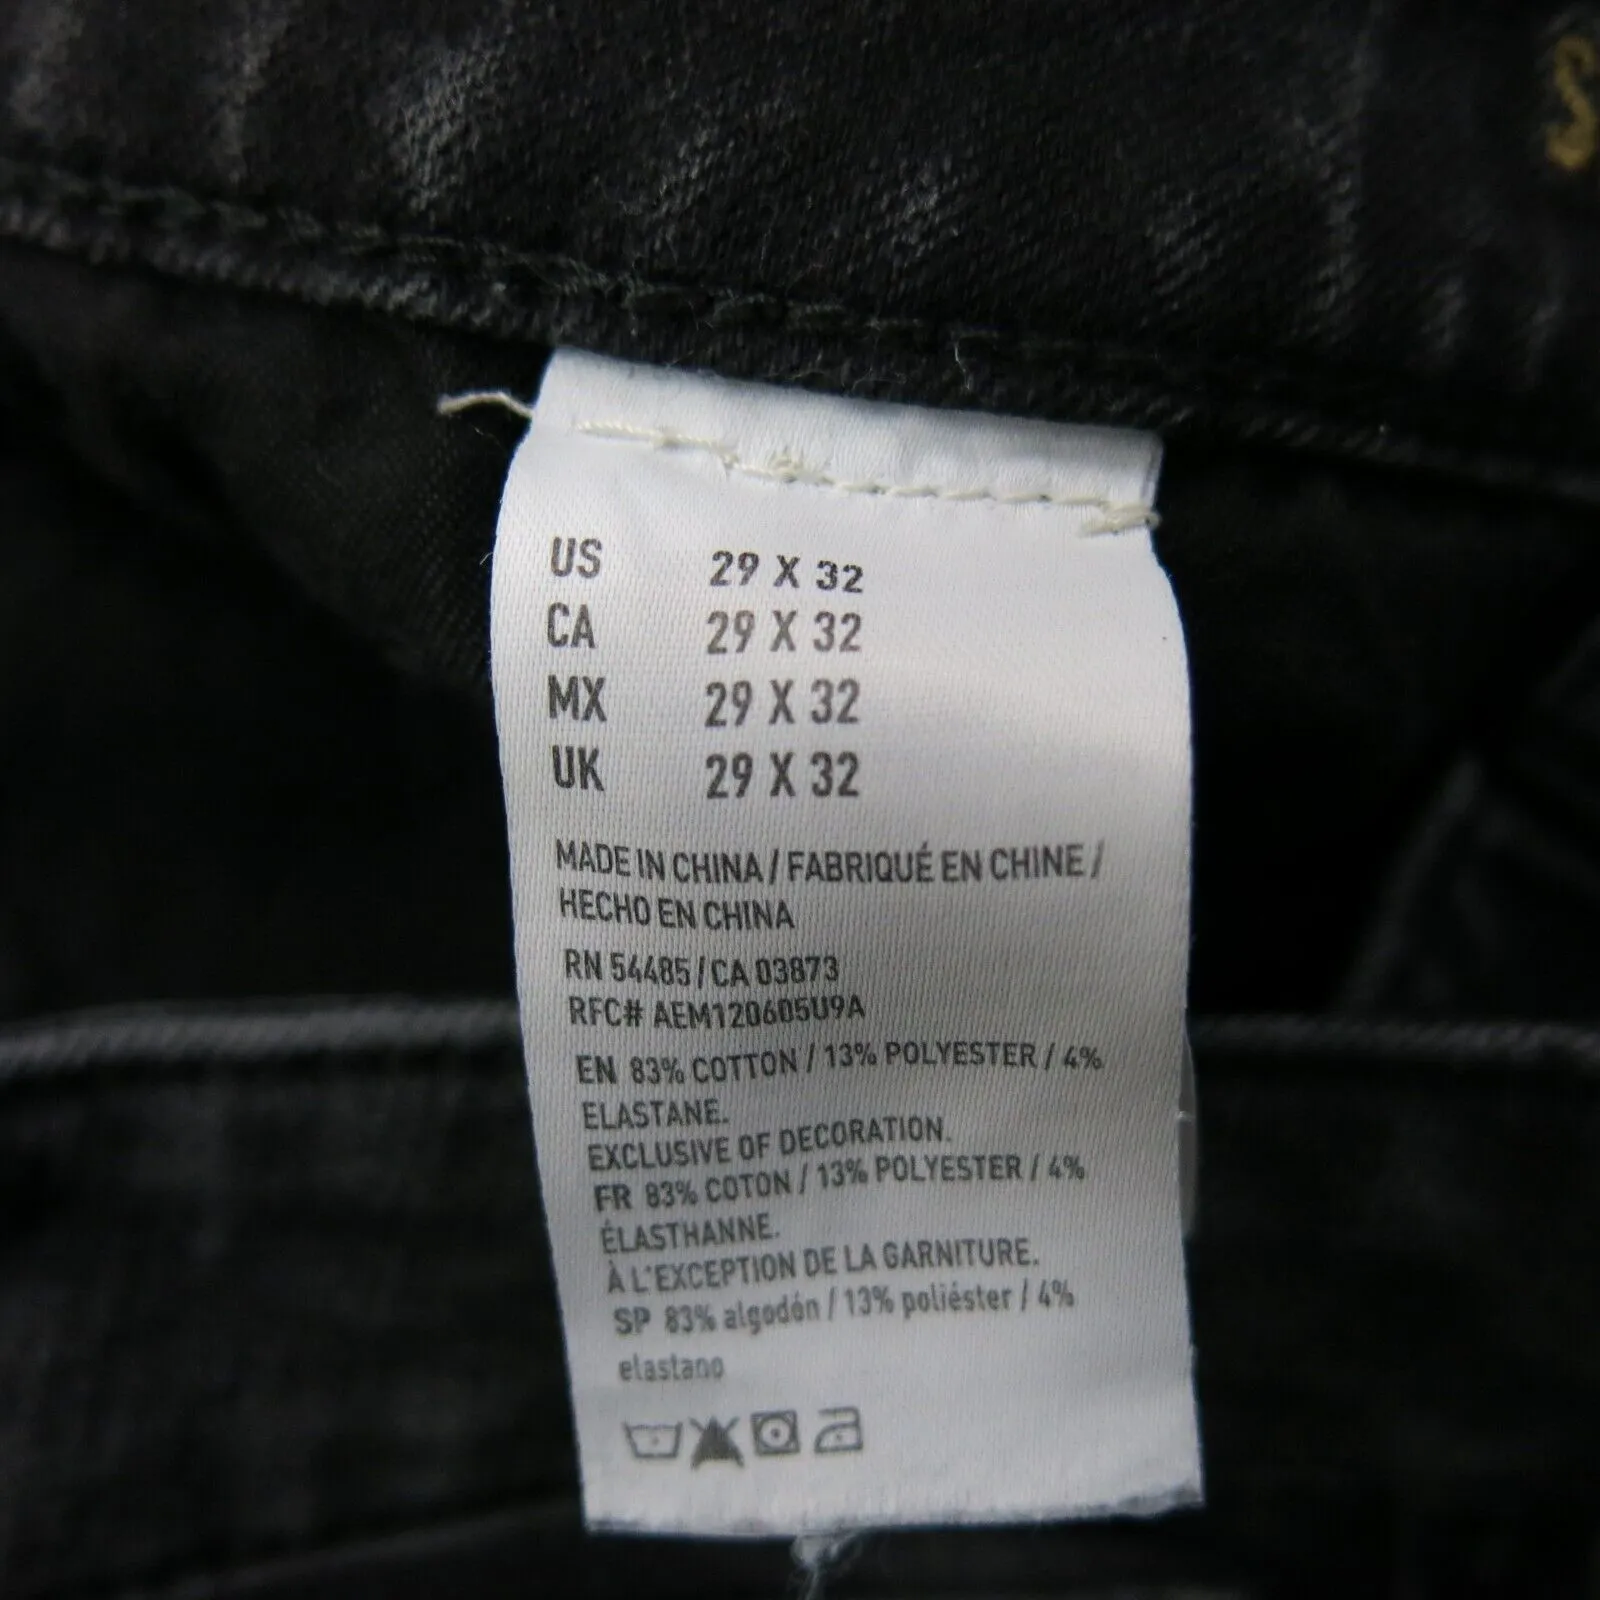 S
US 29 X 32
CA 29 X 32
MX 29 X 32
UK 29 X 32
MADE IN CHINA / FABRIQUÉ EN CHINE /
HECHO EN CHINA
RN 54485 / CA 03873
RFC# AEM120605U9A
EN 83% COTTON / 13% POLYESTER / 4%
ELASTANE.
EXCLUSIVE OF DECORATION.
FR 83% COTON / 13% POLYESTER / 4%
ÉLASTHANNE.
À L'EXCEPTION DE LA GARNITURE.
SP 83% algodón / 13% poliéster / 4%
elastano